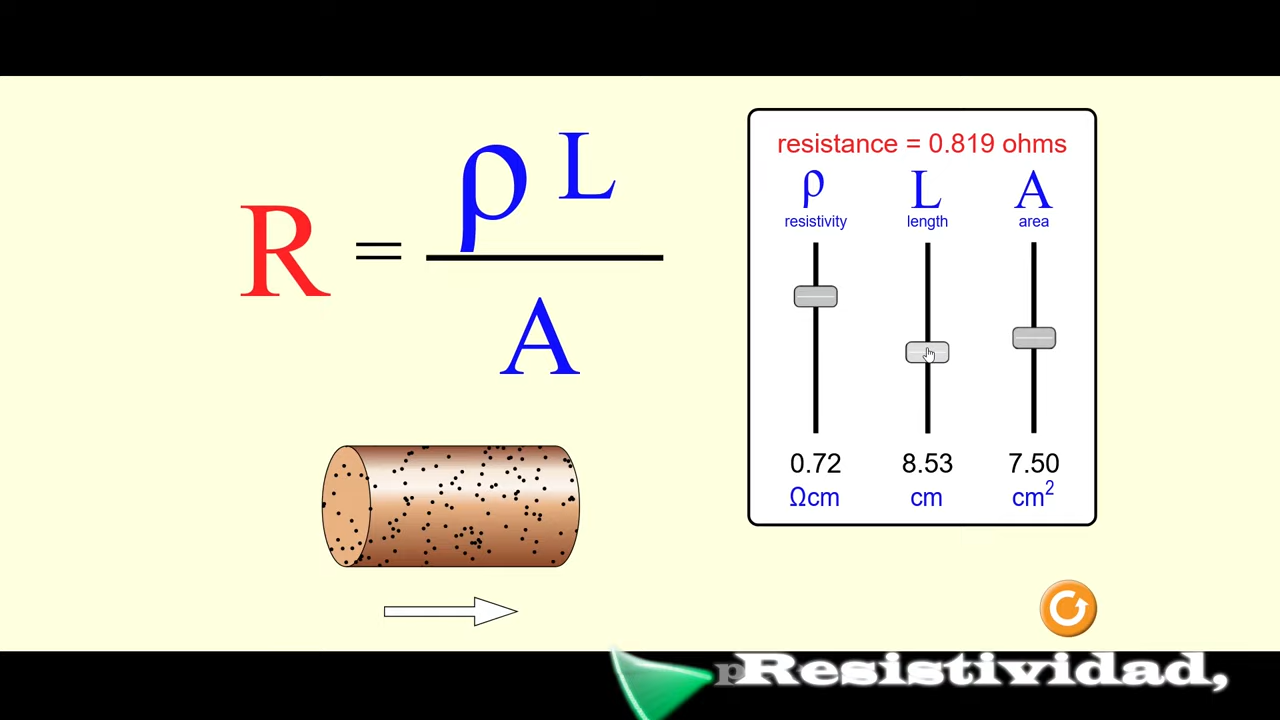 R = ρ L
A
resistance = 0.819 ohms
ρ L A
resistivity length area
0.72 8.53 7.50
Ωcm cm cm²
Resistividad,